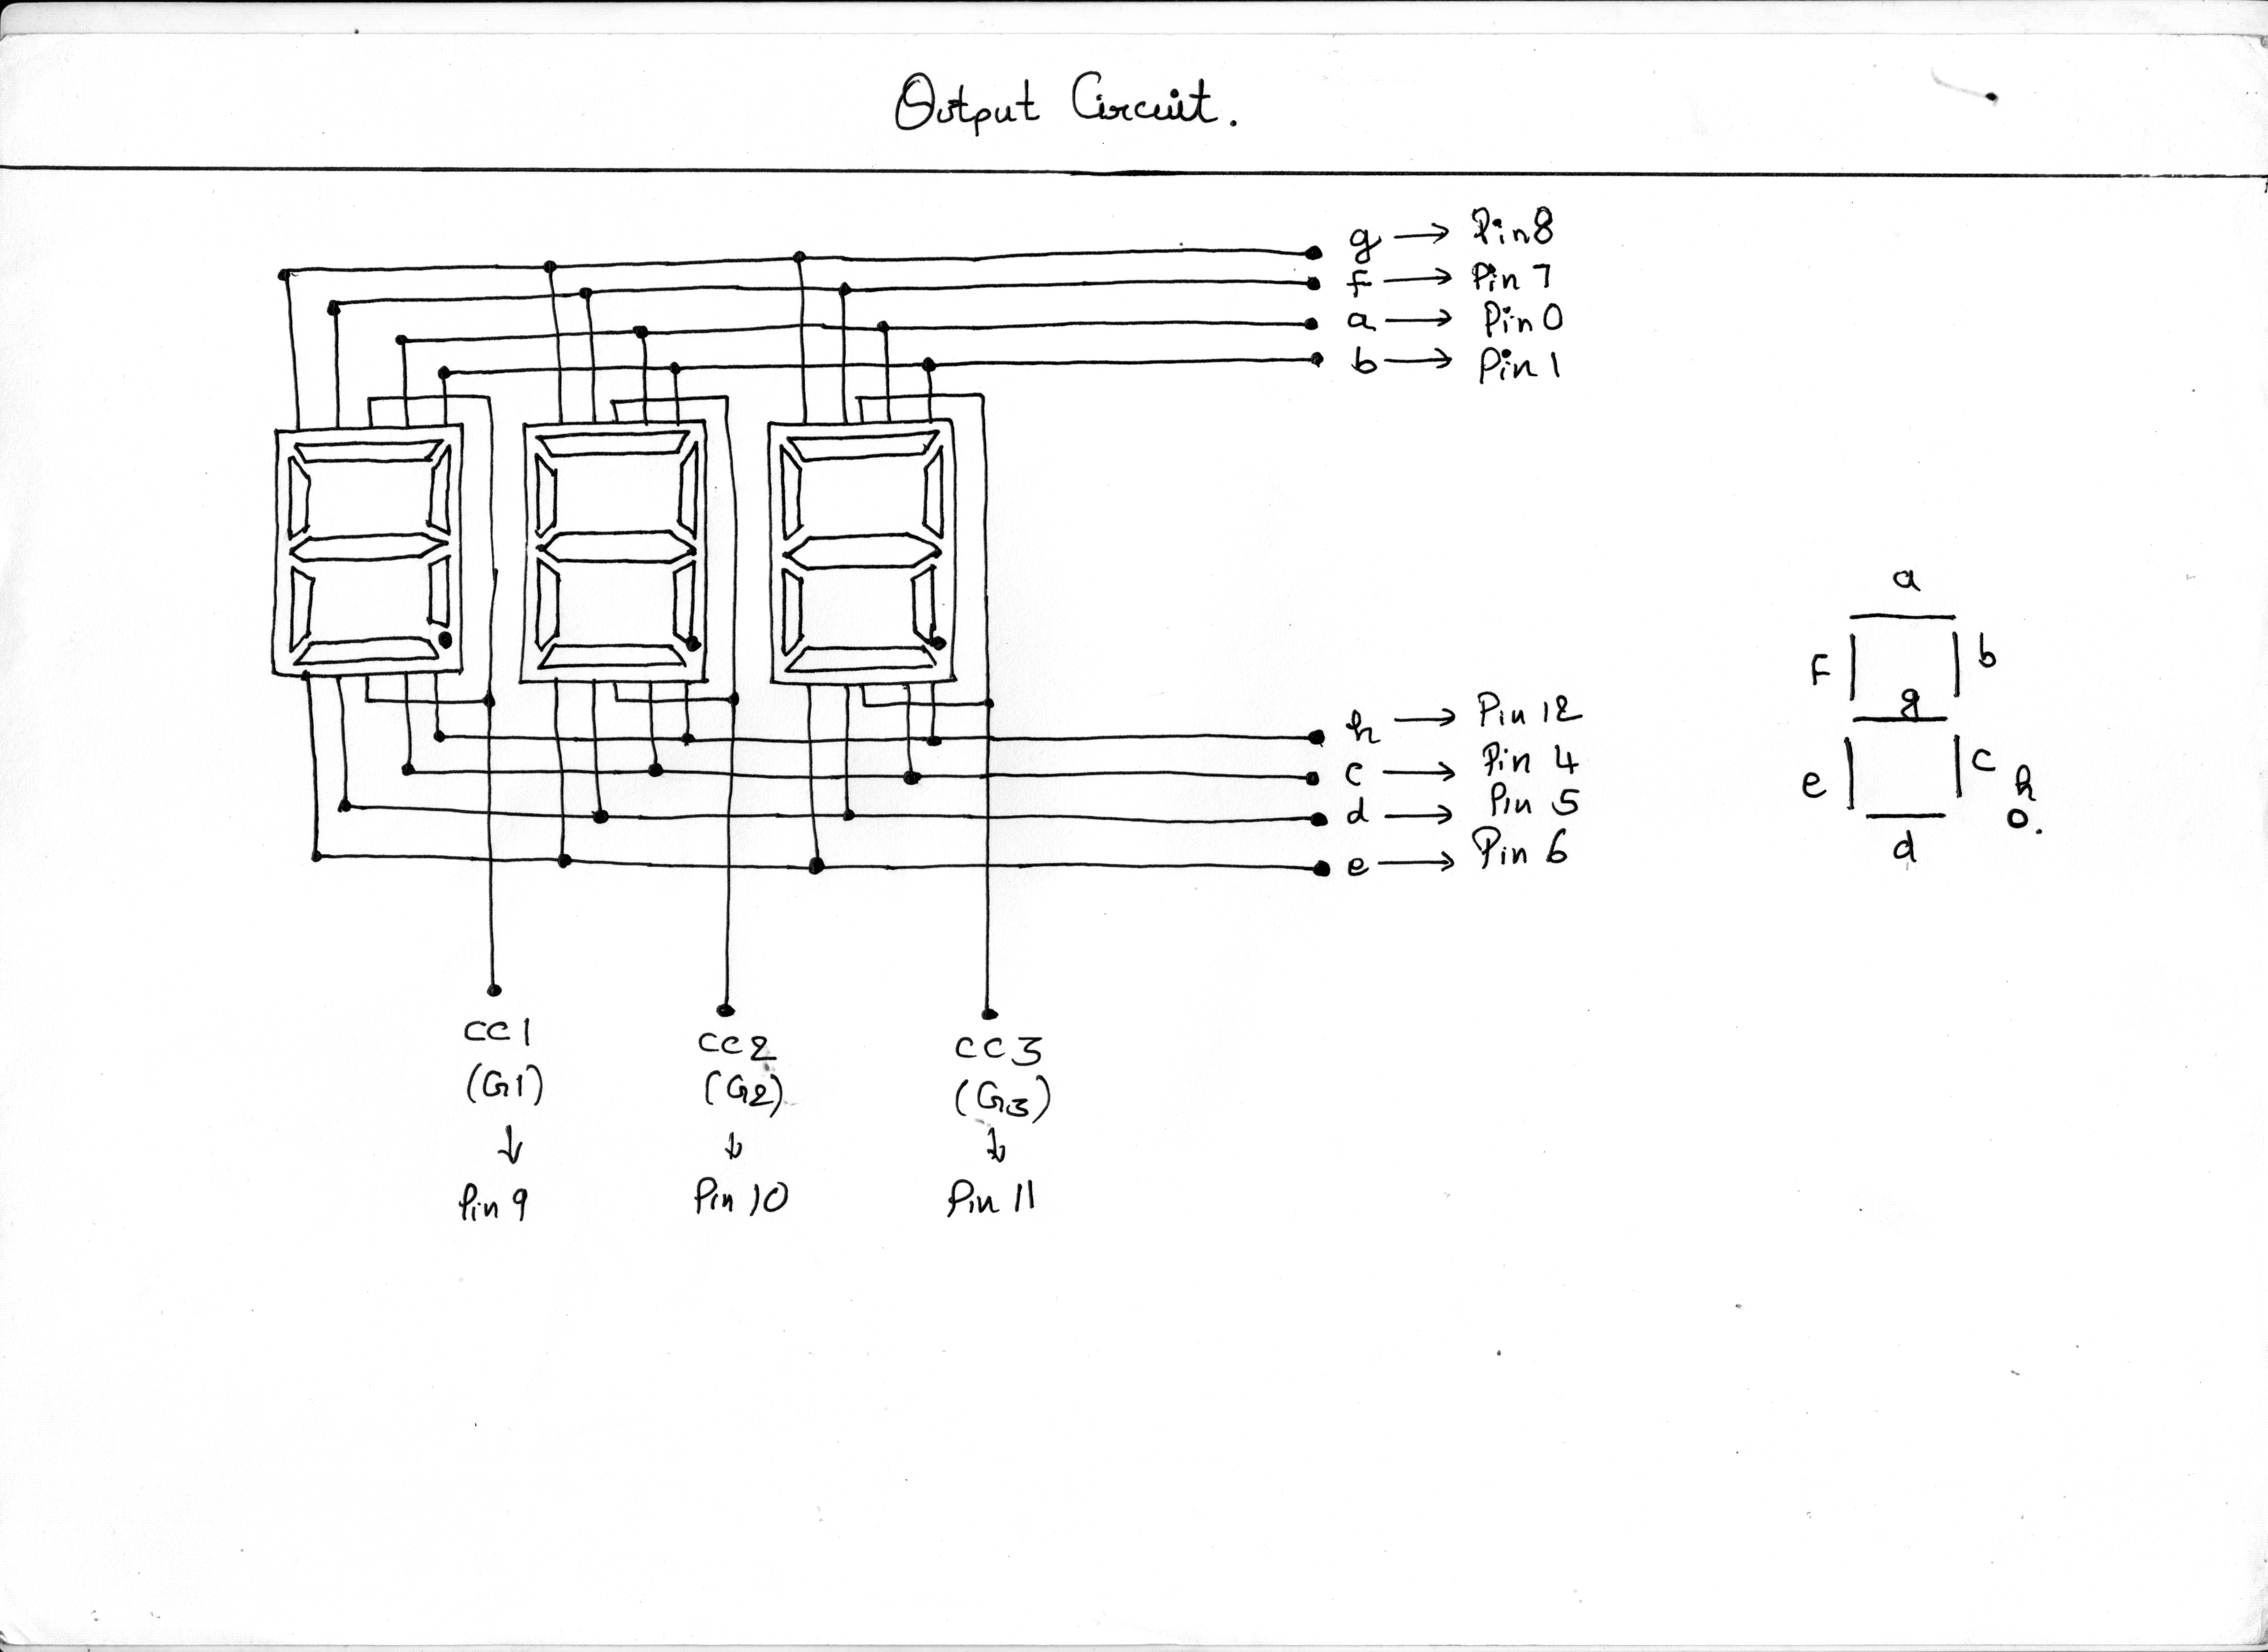 Output Circuit.
g → Pin 8
f → Pin 7
a → Pin 0
b → Pin 1
h → Pin 12
c → Pin 4
d → Pin 5
e → Pin 6
CC1
(G1)
↓
Pin 9
CC2
(G2)
↓
Pin 10
CC3
(G3)
↓
Pin 11
a
f b
g
e c h
d